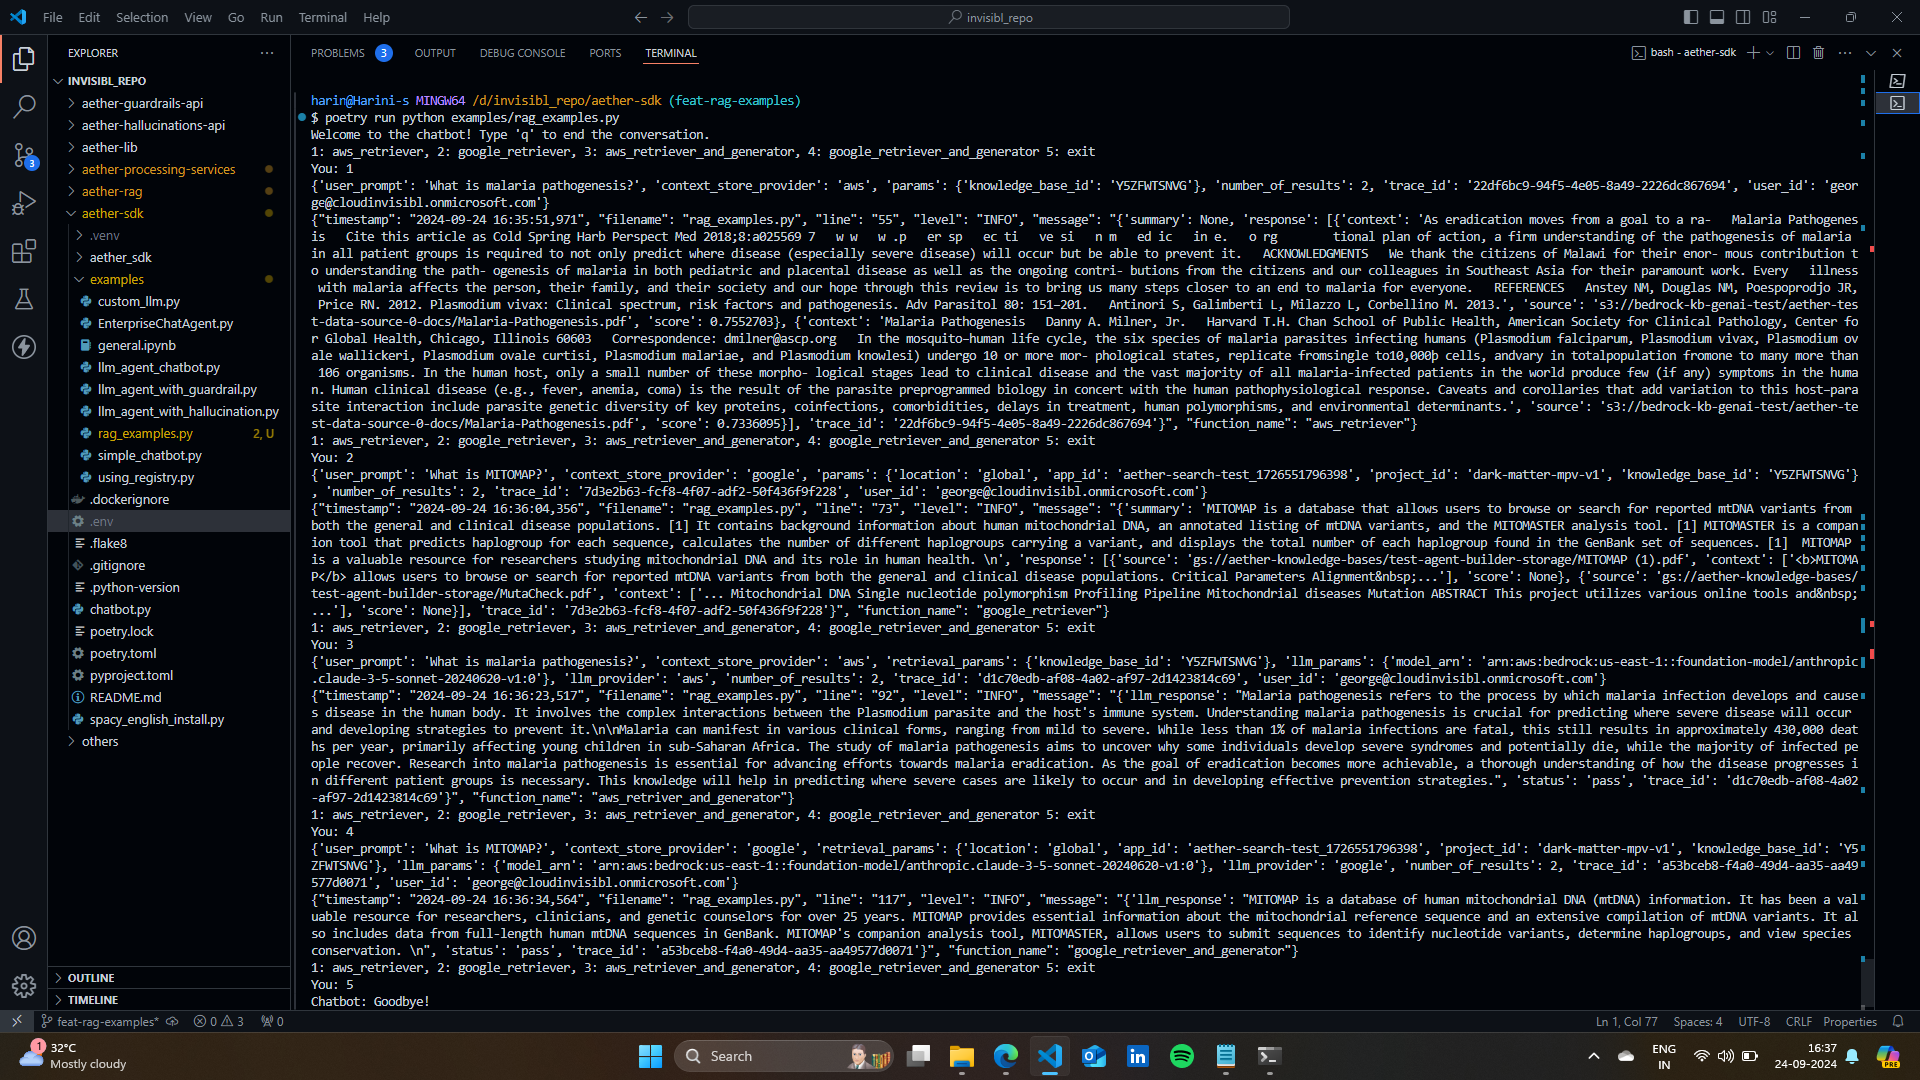 File Edit Selection View Go Run Terminal Help
invisibl_repo
EXPLORER
INVISIBL_REPO
aether-guardrails-api
aether-hallucinations-api
aether-lib
aether-processing-services
aether-rag
aether-sdk
.venv
aether_sdk
examples
custom_llm.py
EnterpriseChatAgent.py
general.ipynb
llm_agent_chatbot.py
llm_agent_with_guardrail.py
llm_agent_with_hallucination.py
rag_examples.py 2, U
simple_chatbot.py
using_registry.py
.dockerignore
.env
.flake8
.gitignore
.python-version
chatbot.py
poetry.lock
poetry.toml
pyproject.toml
README.md
spacy_english_install.py
others
OUTLINE
TIMELINE
3
PROBLEMS 3 OUTPUT DEBUG CONSOLE PORTS TERMINAL
bash - aether-sdk
harin@Harini-s MINGW64 /d/invisibl_repo/aether-sdk (feat-rag-examples)
$ poetry run python examples/rag_examples.py
Welcome to the chatbot! Type 'q' to end the conversation.
1: aws_retriever, 2: google_retriever, 3: aws_retriever_and_generator, 4: google_retriever_and_generator 5: exit
You: 1
{'user_prompt': 'What is malaria pathogenesis?', 'context_store_provider': 'aws', 'params': {'knowledge_base_id': 'Y5ZFWTSNVG'}, 'number_of_results': 2, 'trace_id': '22df6bc9-94f5-4e05-8a49-2226dc867694', 'user_id': 'geor
ge@cloudinvisibl.onmicrosoft.com'}
{"timestamp": "2024-09-24 16:35:51,971", "filename": "rag_examples.py", "line": "55", "level": "INFO", "message": "{'summary': None, 'response': [{'context': 'As eradication moves from a goal to a ra-   Malaria Pathogenes
is   Cite this article as Cold Spring Harb Perspect Med 2018;8:a025569 7   w w   w .p   er sp   ec ti   ve si   n m   ed ic   in e.   o rg        tional plan of action, a firm understanding of the pathogenesis of malaria
in all patient groups is required to not only predict where disease (especially severe disease) will occur but be able to prevent it.   ACKNOWLEDGMENTS   We thank the citizens of Malawi for their enor- mous contribution t
o understanding the path- ogenesis of malaria in both pediatric and placental disease as well as the ongoing contri- butions from the citizens and our colleagues in Southeast Asia for their paramount work. Every   illness
with malaria affects the person, their family, and their society and our hope through this review is to bring us many steps closer to an end to malaria for everyone.   REFERENCES   Anstey NM, Douglas NM, Poespoprodjo JR,
Price RN. 2012. Plasmodium vivax: Clinical spectrum, risk factors and pathogenesis. Adv Parasitol 80: 151–201.   Antinori S, Galimberti L, Milazzo L, Corbellino M. 2013.', 'source': 's3://bedrock-kb-genai-test/aether-tes
t-data-source-0-docs/Malaria-Pathogenesis.pdf', 'score': 0.7552703}, {'context': 'Malaria Pathogenesis   Danny A. Milner, Jr.   Harvard T.H. Chan School of Public Health, American Society for Clinical Pathology, Center fo
r Global Health, Chicago, Illinois 60603   Correspondence: dmilner@ascp.org   In the mosquito–human life cycle, the six species of malaria parasites infecting humans (Plasmodium falciparum, Plasmodium vivax, Plasmodium ov
ale wallickeri, Plasmodium ovale curtisi, Plasmodium malariae, and Plasmodium knowlesi) undergo 10 or more mor- phological states, replicate fromsingle to10,000þ cells, andvary in totalpopulation fromone to many more than
106 organisms. In the human host, only a small number of these morpho- logical stages lead to clinical disease and the vast majority of all malaria-infected patients in the world produce few (if any) symptoms in the huma
n. Human clinical disease (e.g., fever, anemia, coma) is the result of the parasite preprogrammed biology in concert with the human pathophysiological response. Caveats and corollaries that add variation to this host–para
site interaction include parasite genetic diversity of key proteins, coinfections, comorbidities, delays in treatment, human polymorphisms, and environmental determinants.', 'source': 's3://bedrock-kb-genai-test/aether-te
st-data-source-0-docs/Malaria-Pathogenesis.pdf', 'score': 0.7336095}], 'trace_id': '22df6bc9-94f5-4e05-8a49-2226dc867694'}", "function_name": "aws_retriever"}
1: aws_retriever, 2: google_retriever, 3: aws_retriever_and_generator, 4: google_retriever_and_generator 5: exit
You: 2
{'user_prompt': 'What is MITOMAP?', 'context_store_provider': 'google', 'params': {'location': 'global', 'app_id': 'aether-search-test_1726551796398', 'project_id': 'dark-matter-mpv-v1', 'knowledge_base_id': 'Y5ZFWTSNVG'}
, 'number_of_results': 2, 'trace_id': '7d3e2b63-fcf8-4f07-adf2-50f436f9f228', 'user_id': 'george@cloudinvisibl.onmicrosoft.com'}
{"timestamp": "2024-09-24 16:36:04,356", "filename": "rag_examples.py", "line": "73", "level": "INFO", "message": "{'summary': 'MITOMAP is a database that allows users to browse or search for reported mtDNA variants from
both the general and clinical disease populations. [1] It contains background information about human mitochondrial DNA, an annotated listing of mtDNA variants, and the MITOMASTER analysis tool. [1] MITOMASTER is a compan
ion tool that predicts haplogroup for each sequence, calculates the number of different haplogroups carrying a variant, and displays the total number of each haplogroup found in the GenBank set of sequences. [1]  MITOMAP
is a valuable resource for researchers studying mitochondrial DNA and its role in human health. \n', 'response': [{'source': 'gs://aether-knowledge-bases/test-agent-builder-storage/MITOMAP (1).pdf', 'context': ['<b>MITOMA
P</b> allows users to browse or search for reported mtDNA variants from both the general and clinical disease populations. Critical Parameters Alignment&nbsp;...'], 'score': None}, {'source': 'gs://aether-knowledge-bases/
test-agent-builder-storage/MutaCheck.pdf', 'context': ['... Mitochondrial DNA Single nucleotide polymorphism Profiling Pipeline Mitochondrial diseases Mutation ABSTRACT This project utilizes various online tools and&nbsp;
...'], 'score': None}], 'trace_id': '7d3e2b63-fcf8-4f07-adf2-50f436f9f228'}", "function_name": "google_retriever"}
1: aws_retriever, 2: google_retriever, 3: aws_retriever_and_generator, 4: google_retriever_and_generator 5: exit
You: 3
{'user_prompt': 'What is malaria pathogenesis?', 'context_store_provider': 'aws', 'retrieval_params': {'knowledge_base_id': 'Y5ZFWTSNVG'}, 'llm_params': {'model_arn': 'arn:aws:bedrock:us-east-1::foundation-model/anthropic
.claude-3-5-sonnet-20240620-v1:0'}, 'llm_provider': 'aws', 'number_of_results': 2, 'trace_id': 'd1c70edb-af08-4a02-af97-2d1423814c69', 'user_id': 'george@cloudinvisibl.onmicrosoft.com'}
{"timestamp": "2024-09-24 16:36:23,517", "filename": "rag_examples.py", "line": "92", "level": "INFO", "message": "{'llm_response': "Malaria pathogenesis refers to the process by which malaria infection develops and cause
s disease in the human body. It involves the complex interactions between the Plasmodium parasite and the host's immune system. Understanding malaria pathogenesis is crucial for predicting where severe disease will occur
and developing strategies to prevent it.\n\nMalaria can manifest in various clinical forms, ranging from mild to severe. While less than 1% of malaria infections are fatal, this still results in approximately 430,000 deat
hs per year, primarily affecting young children in sub-Saharan Africa. The study of malaria pathogenesis aims to uncover why some individuals develop severe syndromes and potentially die, while the majority of infected pe
ople recover. Research into malaria pathogenesis is essential for advancing efforts towards malaria eradication. As the goal of eradication becomes more achievable, a thorough understanding of how the disease progresses i
n different patient groups is necessary. This knowledge will help in predicting where severe cases are likely to occur and in developing effective prevention strategies.", 'status': 'pass', 'trace_id': 'd1c70edb-af08-4a02
-af97-2d1423814c69'}", "function_name": "aws_retriver_and_generator"}
1: aws_retriever, 2: google_retriever, 3: aws_retriever_and_generator, 4: google_retriever_and_generator 5: exit
You: 4
{'user_prompt': 'What is MITOMAP?', 'context_store_provider': 'google', 'retrieval_params': {'location': 'global', 'app_id': 'aether-search-test_1726551796398', 'project_id': 'dark-matter-mpv-v1', 'knowledge_base_id': 'Y5
ZFWTSNVG'}, 'llm_params': {'model_arn': 'arn:aws:bedrock:us-east-1::foundation-model/anthropic.claude-3-5-sonnet-20240620-v1:0'}, 'llm_provider': 'google', 'number_of_results': 2, 'trace_id': 'a53bceb8-f4a0-49d4-aa35-aa49
577d0071', 'user_id': 'george@cloudinvisibl.onmicrosoft.com'}
{"timestamp": "2024-09-24 16:36:34,564", "filename": "rag_examples.py", "line": "117", "level": "INFO", "message": "{'llm_response': "MITOMAP is a database of human mitochondrial DNA (mtDNA) information. It has been a val
uable resource for researchers, clinicians, and genetic counselors for over 25 years. MITOMAP provides essential information about the mitochondrial reference sequence and an extensive compilation of mtDNA variants. It al
so includes data from full-length human mtDNA sequences in GenBank. MITOMAP's companion analysis tool, MITOMASTER, allows users to submit sequences to identify nucleotide variants, determine haplogroups, and view species
conservation. \n", 'status': 'pass', 'trace_id': 'a53bceb8-f4a0-49d4-aa35-aa49577d0071'}", "function_name": "google_retriever_and_generator"}
1: aws_retriever, 2: google_retriever, 3: aws_retriever_and_generator, 4: google_retriever_and_generator 5: exit
You: 5
Chatbot: Goodbye!
feat-rag-examples* 0 3 0
Ln 1, Col 77 Spaces: 4 UTF-8 CRLF Properties
1
32°C
Mostly cloudy
Search
ENG
IN
16:37
24-09-2024
PRE